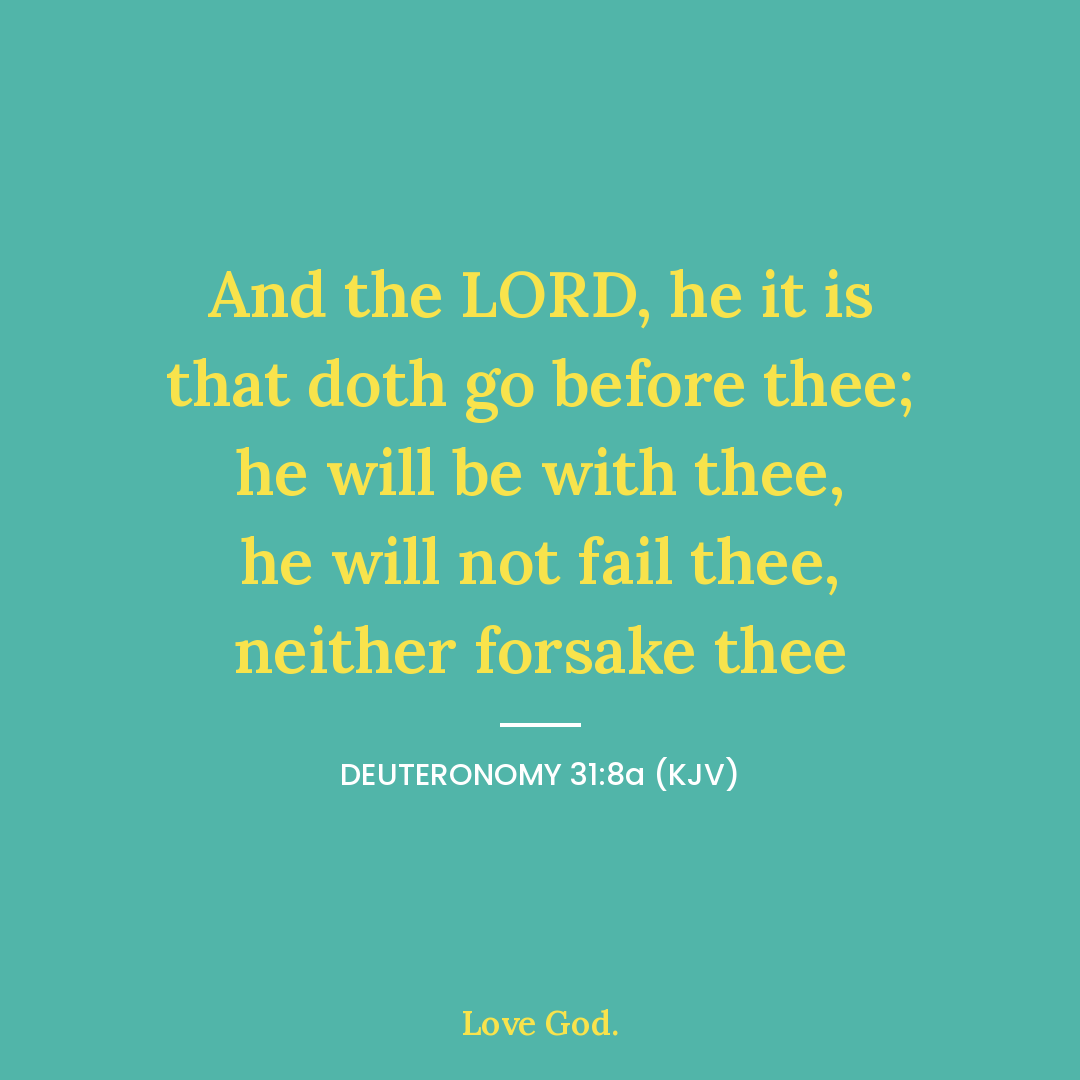 And the LORD, he it is
that doth go before thee;
he will be with thee,
he will not fail thee,
neither forsake thee
DEUTERONOMY 31:8a (KJV)
Love God.